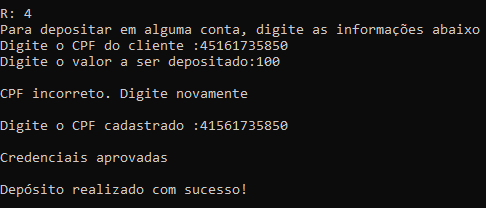 R: 4
Para depositar em alguma conta, digite as informações abaixo
Digite o CPF do cliente :45161735850
Digite o valor a ser depositado:100
CPF incorreto. Digite novamente
Digite o CPF cadastrado :41561735850
Credenciais aprovadas
Depósito realizado com sucesso!